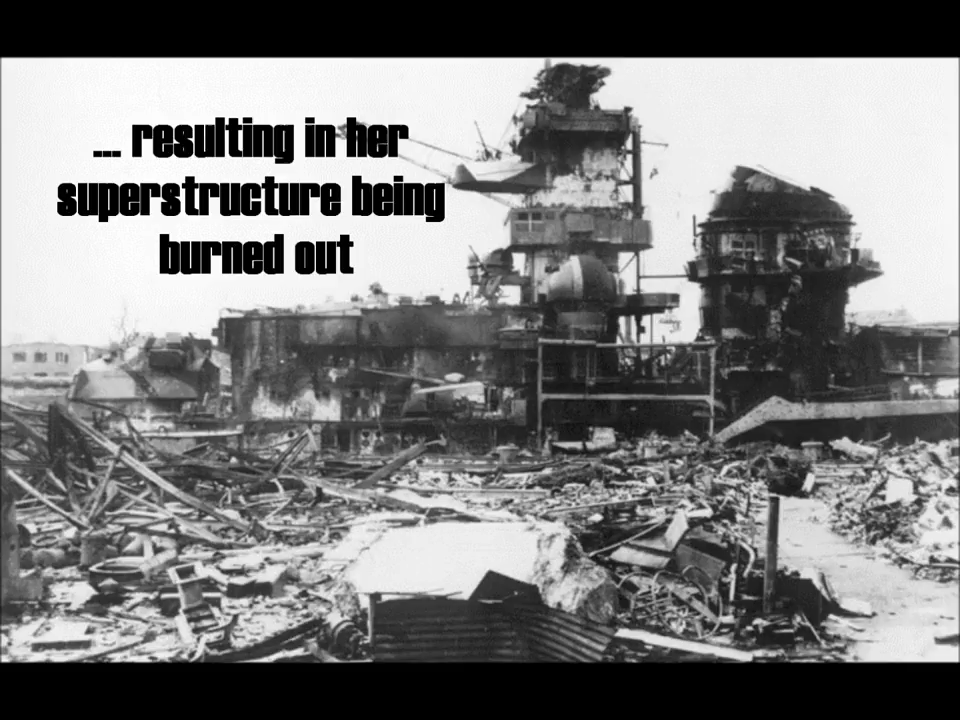 ... resulting in her
superstructure being
burned out